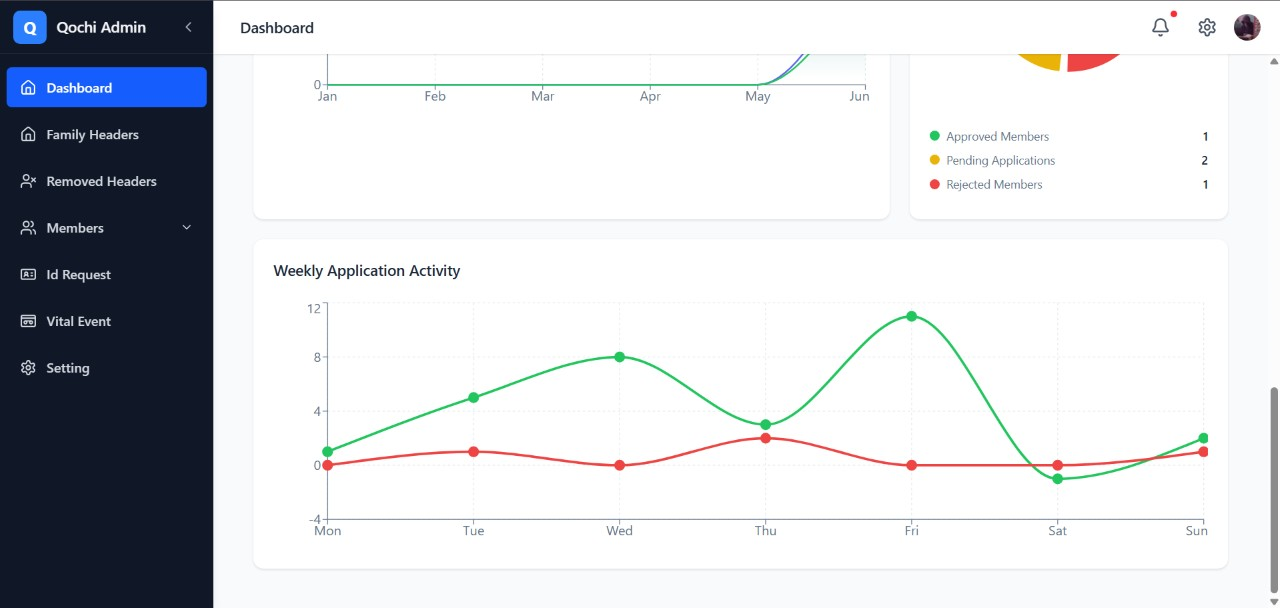 Q Qochi Admin
Dashboard
Dashboard
Family Headers
Removed Headers
Members
Id Request
Vital Event
Setting
0
Jan Feb Mar Apr May Jun
Approved Members 1
Pending Applications 2
Rejected Members 1
Weekly Application Activity
12
8
4
0
-4
Mon Tue Wed Thu Fri Sat Sun